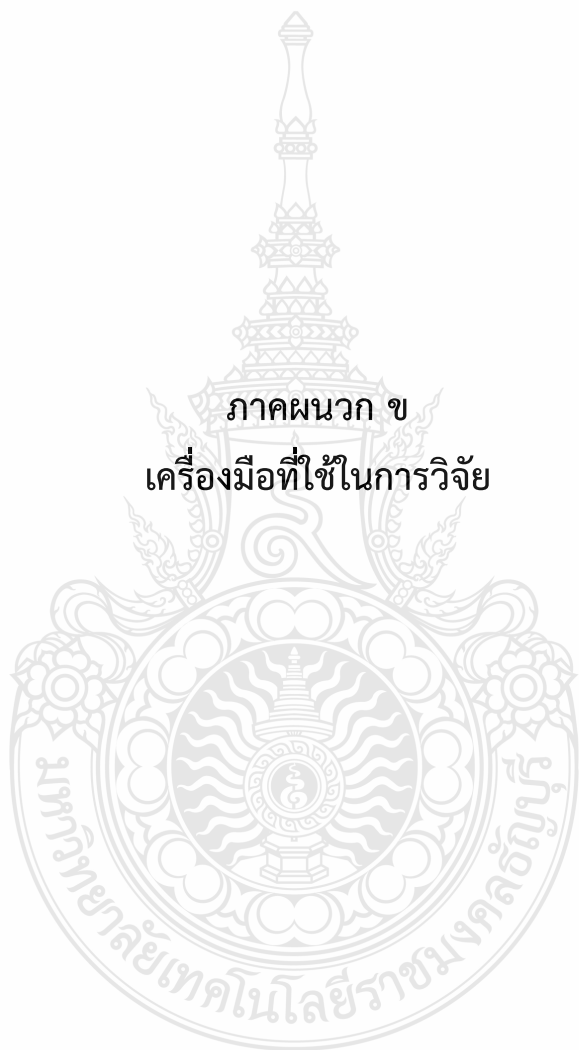 ภาคผนวก ข
เครื่องมือที่ใช้ในการวิจัย
มหาวิทยาลัยเทคโนโลยีราชมงคลธัญบุรี